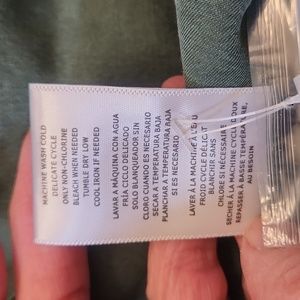 MACHINE WASH COLD
DELICATE CYCLE
ONLY NON-CHLORINE
BLEACH WHEN NEEDED
TUMBLE DRY LOW
COOL IRON IF NEEDED
LAVAR A MÁQUINA CON AGUA
FRÍA CICLO DELICADO
SOLO BLANQUEADOR SIN
CLORO CUANDO ES NECESARIO
SECAR A TEMPERATURA BAJA
PLANCHAR A TEMPERATURA BAJA
SI ES NECESARIO
LAVER À LA MACHINE À L'EAU
FROID CYCLE DÉLICAT
BLANCHIR SANS
CHLORE SI NÉCESSAIRE
SÉCHER À LA MACHINE CYCLE DOUX
REPASSER À BASSE TEMPÉRATURE,
AU BESOIN